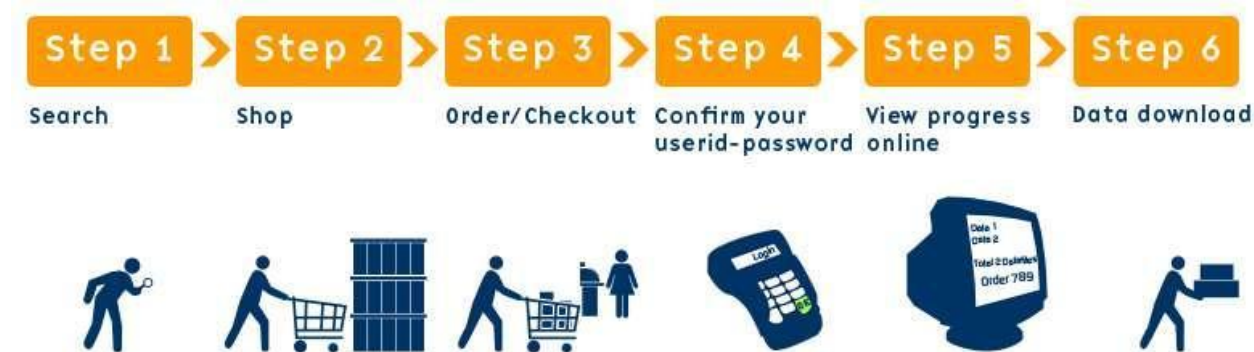 Step 1
Step 2
Step 3
Step 4
Step 5
Step 6
Search
Shop
Order/Checkout
Confirm your
userid-password
View progress
online
Data download
Login
Data 1
Data 2
Order 789